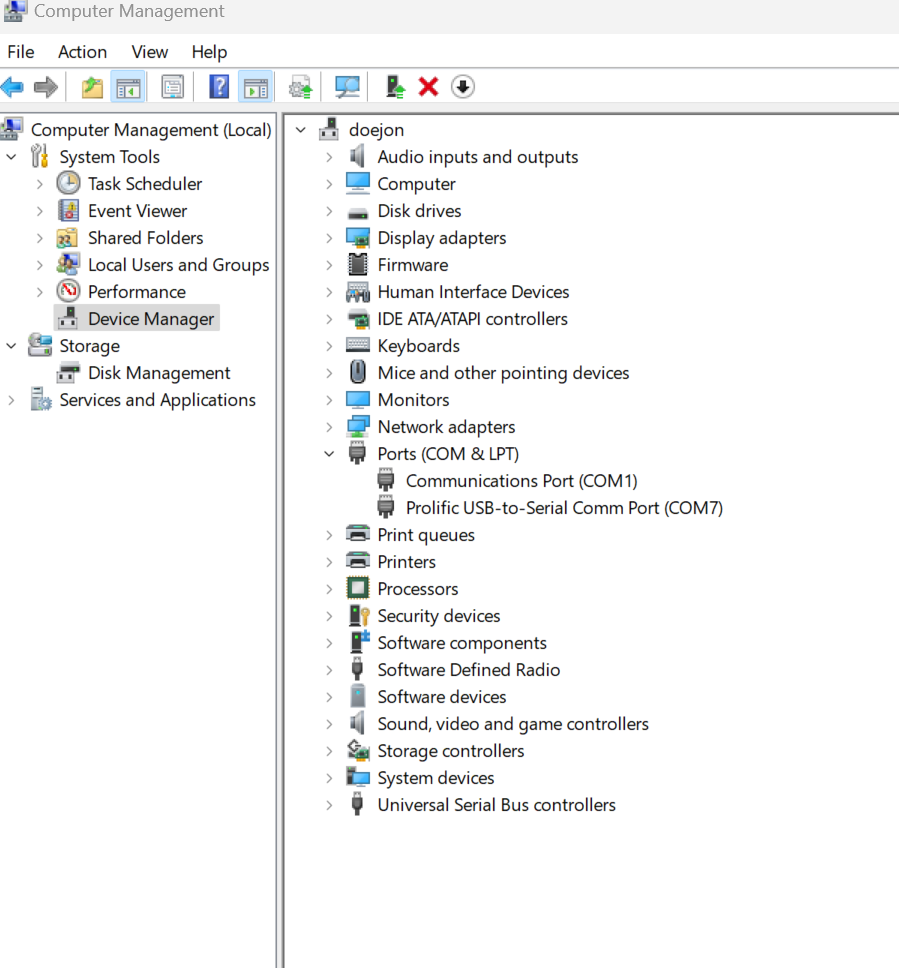 Computer Management
File Action View Help
Computer Management (Local)
System Tools
Task Scheduler
Event Viewer
Shared Folders
Local Users and Groups
Performance
Device Manager
Storage
Disk Management
Services and Applications
doejon
Audio inputs and outputs
Computer
Disk drives
Display adapters
Firmware
Human Interface Devices
IDE ATA/ATAPI controllers
Keyboards
Mice and other pointing devices
Monitors
Network adapters
Ports (COM & LPT)
Communications Port (COM1)
Prolific USB-to-Serial Comm Port (COM7)
Print queues
Printers
Processors
Security devices
Software components
Software Defined Radio
Software devices
Sound, video and game controllers
Storage controllers
System devices
Universal Serial Bus controllers